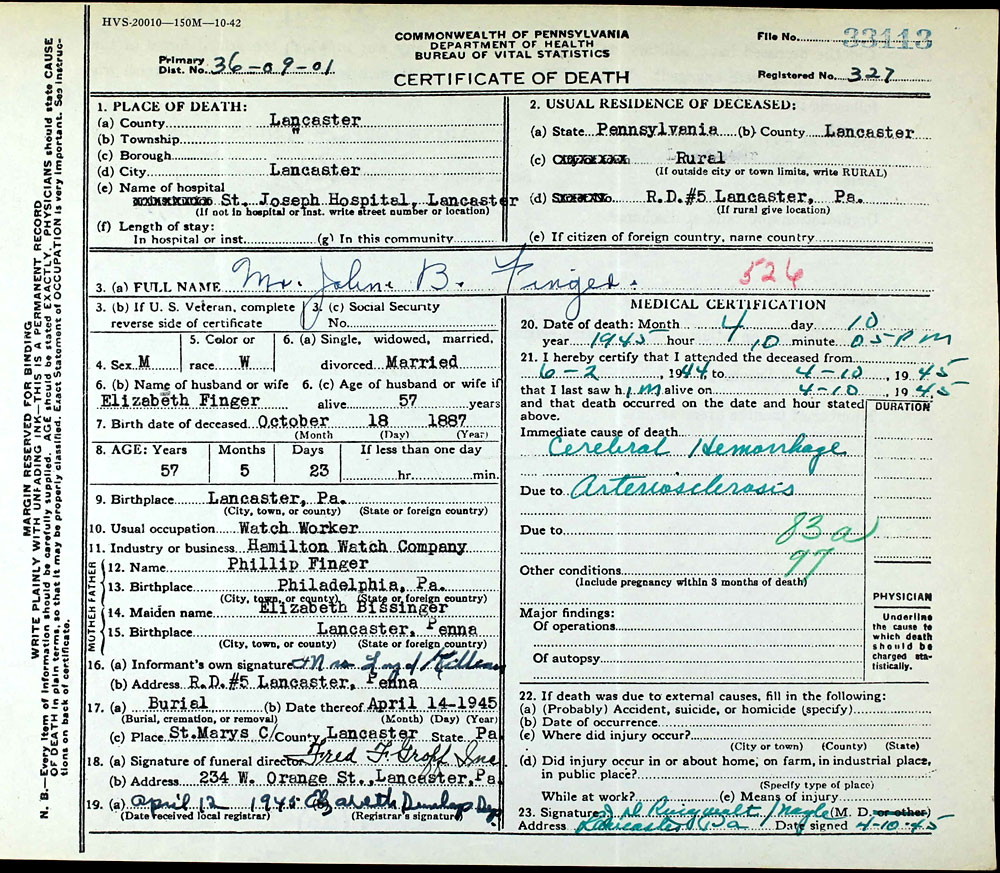 HVS-20010—150M—10-42
COMMONWEALTH OF PENNSYLVANIA
DEPARTMENT OF HEALTH
BUREAU OF VITAL STATISTICS
CERTIFICATE OF DEATH
Primary Dist. No. 36-09-01
File No. 33113
Registered No. 327
MARGIN RESERVED FOR BINDING
WRITE PLAINLY WITH UNFADING INK—THIS IS A PERMANENT RECORD
N. B.—Every item of information should be carefully supplied. AGE should be stated EXACTLY. PHYSICIANS should state CAUSE
OF DEATH in plain terms, so that it may be properly classified. Exact Statement of OCCUPATION is very important. See instruc-
tions on back of certificate.
1. PLACE OF DEATH:
(a) County Lancaster
(b) Township "
(c) Borough
(d) City Lancaster
(e) Name of hospital
St. Joseph Hospital, Lancaster
(If not in hospital or inst. write street number or location)
(f) Length of stay:
In hospital or inst. (g) In this community
2. USUAL RESIDENCE OF DECEASED:
(a) State Pennsylvania (b) County Lancaster
(c) Rural
(If outside city or town limits, write RURAL)
(d) R.D.#5 Lancaster, Pa.
(If rural give location)
(e) If citizen of foreign country, name country
3. (a) FULL NAME Mr. John B. Finger.
526
3. (b) If U. S. Veteran, complete reverse side of certificate
3. (c) Social Security No.
4. Sex M
5. Color or race W
6. (a) Single, widowed, married, divorced Married
6. (b) Name of husband or wife Elizabeth Finger
6. (c) Age of husband or wife if alive 57 years
7. Birth date of deceased October 18 1887
(Month) (Day) (Year)
8. AGE: Years Months Days If less than one day
57 5 23 hr. min.
9. Birthplace Lancaster, Pa.
(City, town, or county) (State or foreign country)
10. Usual occupation Watch Worker
11. Industry or business Hamilton Watch Company
FATHER
12. Name Phillip Finger
13. Birthplace Philadelphia, Pa.
(City, town, or county) (State or foreign country)
MOTHER
14. Maiden name Elizabeth Bissinger
15. Birthplace Lancaster, Penna
(City, town, or county) (State or foreign country)
16. (a) Informant's own signature Mrs
(b) Address R.D.#5 Lancaster, Penna
17. (a) Burial (b) Date thereof April 14-1945
(Burial, cremation, or removal) (Month) (Day) (Year)
(c) Place St.Marys C/ County Lancaster State Pa
18. (a) Signature of funeral director Fred F. Groff Inc
(b) Address 234 W. Orange St., Lancaster,Pa
19. (a) April 12 1945 (b) Elizabeth Dunlap Dep.
(Date received local registrar) (Registrar's signature)
MEDICAL CERTIFICATION
20. Date of death: Month 4 day 10
year 1945 hour 10 minute 05 P M
21. I hereby certify that I attended the deceased from
6-2, 1944, to 4-10, 1945
that I last saw him alive on 4-10, 1945
and that death occurred on the date and hour stated above.
DURATION
Immediate cause of death
Cerebral Hemorrhage
Due to Arteriosclerosis
Due to
83a
97
Other conditions
(Include pregnancy within 3 months of death)
Major findings:
Of operations
Of autopsy
PHYSICIAN
Underline
the cause to
which death
should be
charged sta-
tistically.
22. If death was due to external causes, fill in the following:
(a) (Probably) Accident, suicide, or homicide (specify)
(b) Date of occurrence
(c) Where did injury occur?
(City or town) (County) (State)
(d) Did injury occur in or about home, on farm, in industrial place,
in public place?
(Specify type of place)
While at work? (e) Means of injury
23. Signature (M. D. or other)
Address Lancaster Pa Date signed 4-10-45